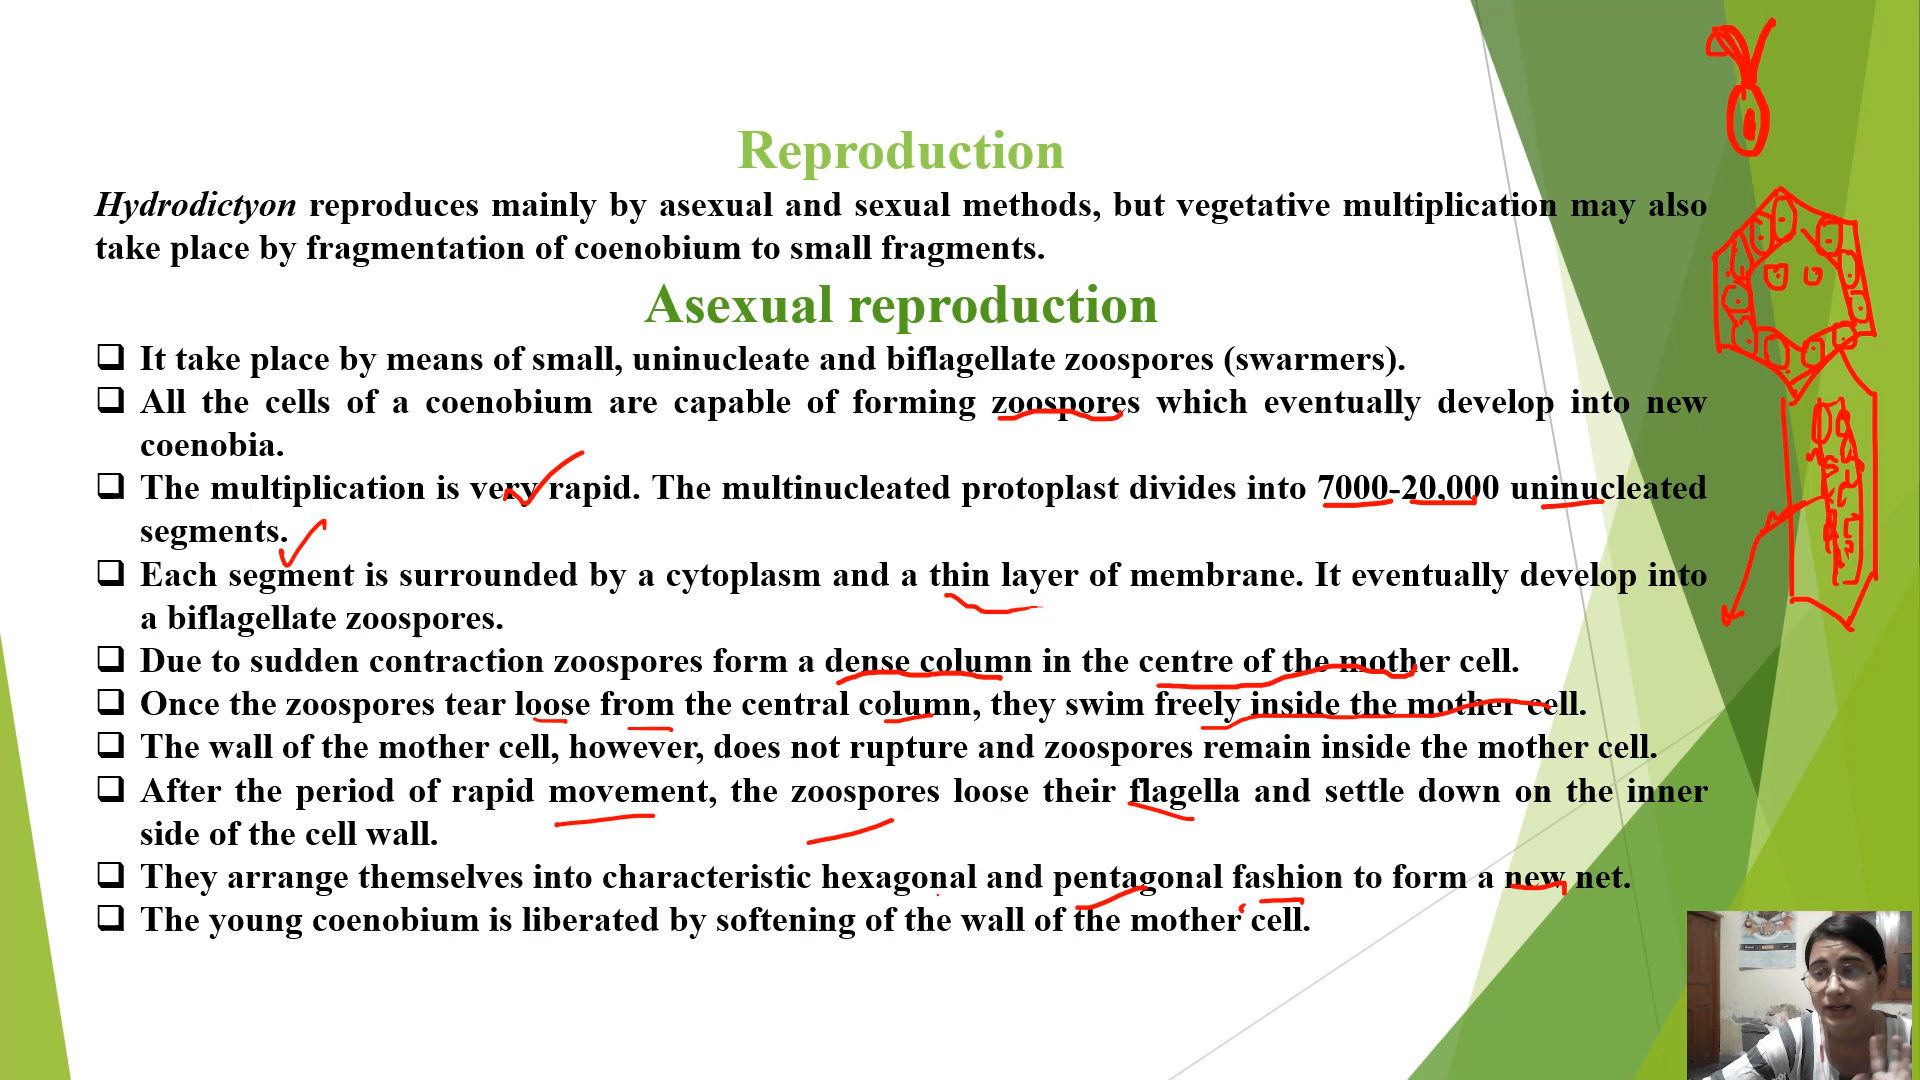 Reproduction
Hydrodictyon reproduces mainly by asexual and sexual methods, but vegetative multiplication may also
take place by fragmentation of coenobium to small fragments.
Asexual reproduction
It take place by means of small, uninucleate and biflagellate zoospores (swarmers).
All the cells of a coenobium are capable of forming zoospores which eventually develop into new
coenobia.
The multiplication is very rapid. The multinucleated protoplast divides into 7000-20,000 uninucleated
segments.
Each segment is surrounded by a cytoplasm and a thin layer of membrane. It eventually develop into
a biflagellate zoospores.
Due to sudden contraction zoospores form a dense column in the centre of the mother cell.
Once the zoospores tear loose from the central column, they swim freely inside the mother cell.
The wall of the mother cell, however, does not rupture and zoospores remain inside the mother cell.
After the period of rapid movement, the zoospores loose their flagella and settle down on the inner
side of the cell wall.
They arrange themselves into characteristic hexagonal and pentagonal fashion to form a new net.
The young coenobium is liberated by softening of the wall of the mother cell.